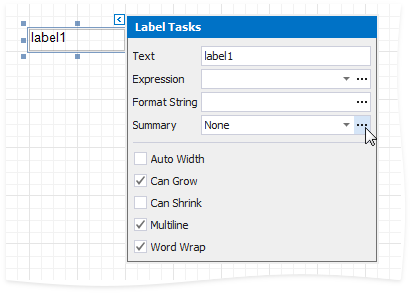 label1
Label Tasks
Text label1
Expression
Format String
Summary None
Auto Width
Can Grow
Can Shrink
Multiline
Word Wrap